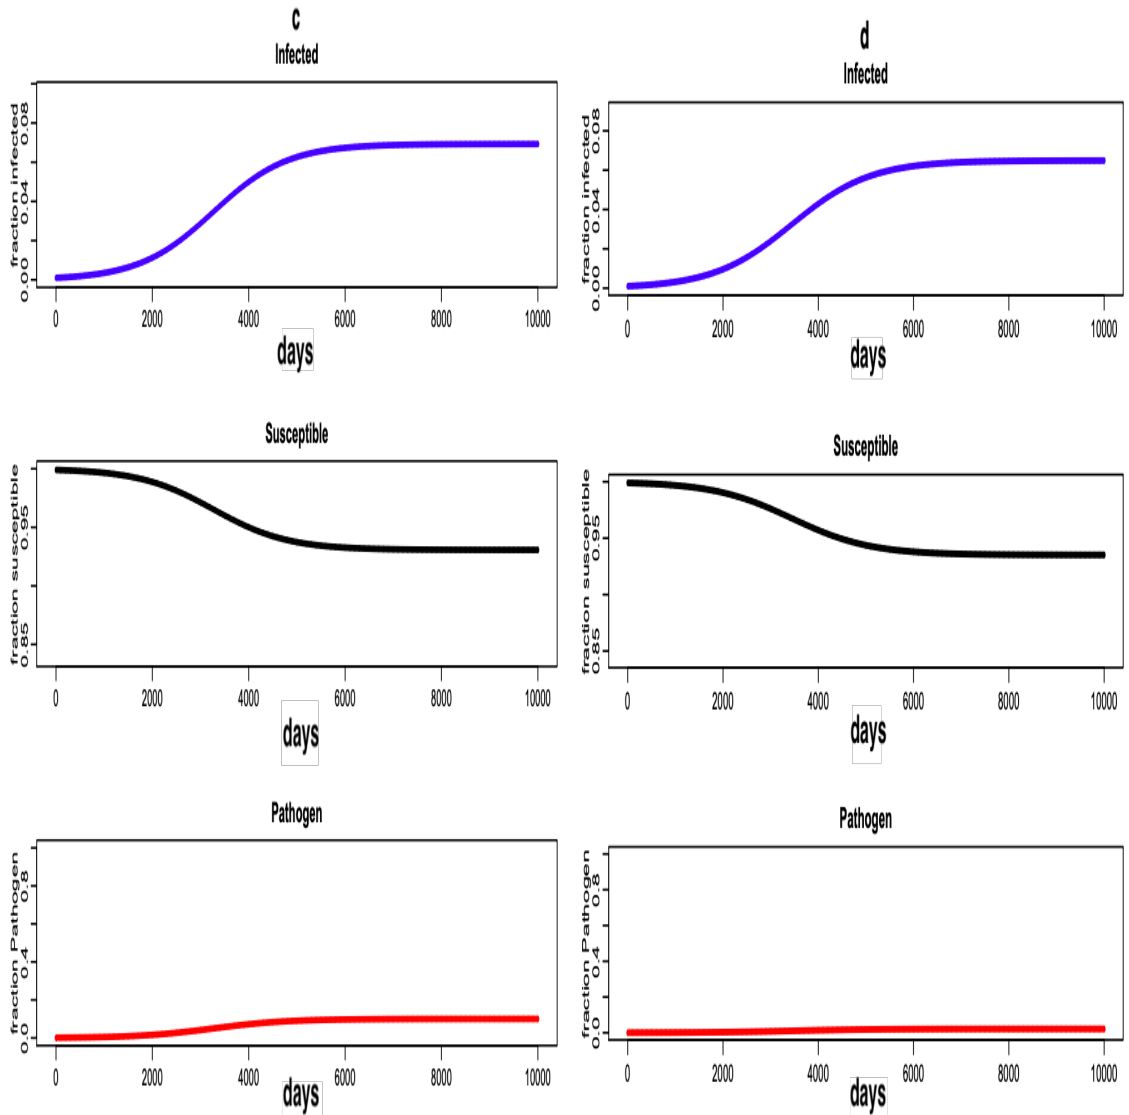 c
Infected
fraction infected
0.00 0.04 0.08
0 2000 4000 6000 8000 10000
days
Susceptible
fraction susceptible
0.85 0.95
0 2000 4000 6000 8000 10000
days
Pathogen
fraction Pathogen
0.0 0.4 0.8
0 2000 4000 6000 8000 10000
days
d
Infected
fraction infected
0.00 0.04 0.08
0 2000 4000 6000 8000 10000
days
Susceptible
fraction susceptible
0.85 0.95
0 2000 4000 6000 8000 10000
days
Pathogen
fraction Pathogen
0.0 0.4 0.8
0 2000 4000 6000 8000 10000
days